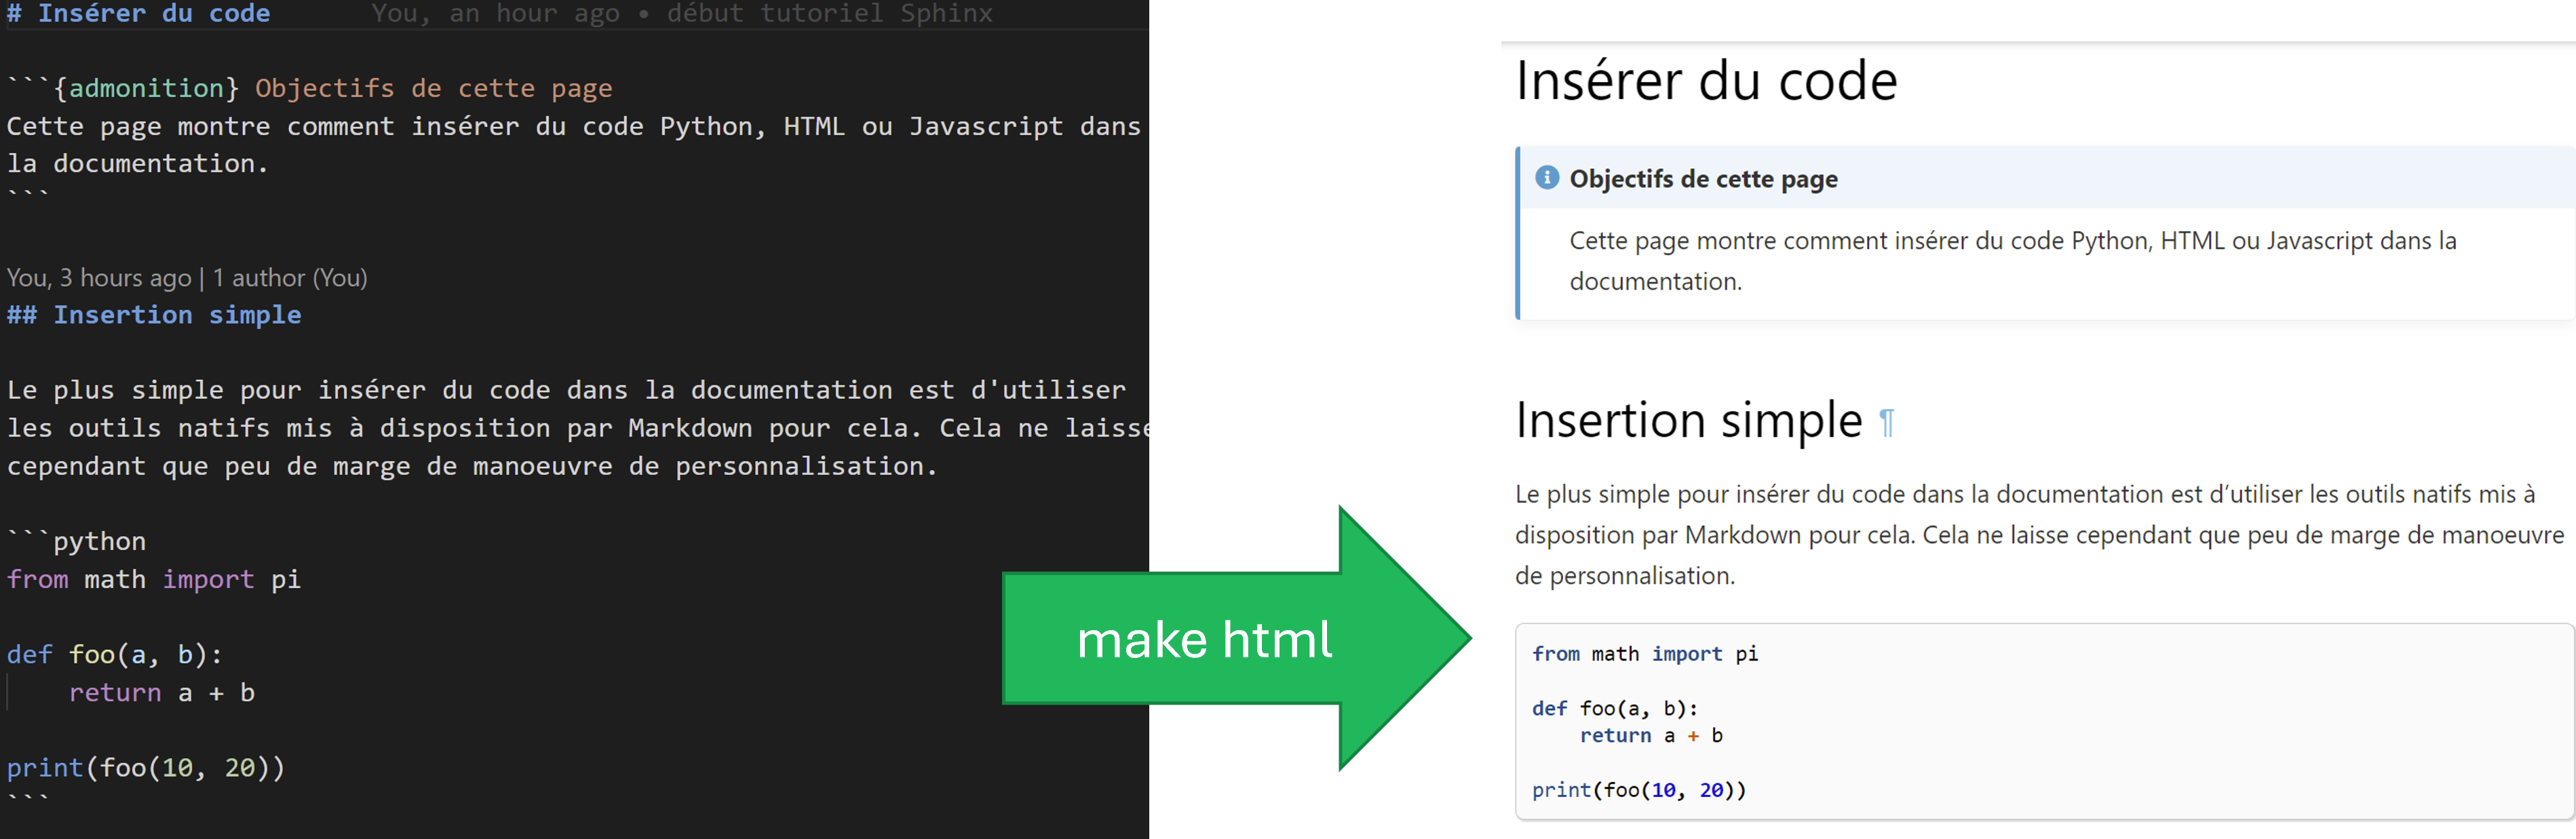 # Insérer du code You, an hour ago • début tutoriel Sphinx
```{admonition} Objectifs de cette page
Cette page montre comment insérer du code Python, HTML ou Javascript dans
la documentation.
```
You, 3 hours ago | 1 author (You)
## Insertion simple
Le plus simple pour insérer du code dans la documentation est d'utiliser
les outils natifs mis à disposition par Markdown pour cela. Cela ne laisse
cependant que peu de marge de manoeuvre de personnalisation.
```python
from math import pi
def foo(a, b):
    return a + b
print(foo(10, 20))
```
make html
Insérer du code
Objectifs de cette page
Cette page montre comment insérer du code Python, HTML ou Javascript dans la
documentation.
Insertion simple ¶
Le plus simple pour insérer du code dans la documentation est d’utiliser les outils natifs mis à
disposition par Markdown pour cela. Cela ne laisse cependant que peu de marge de manoeuvre
de personnalisation.
from math import pi
def foo(a, b):
    return a + b
print(foo(10, 20))